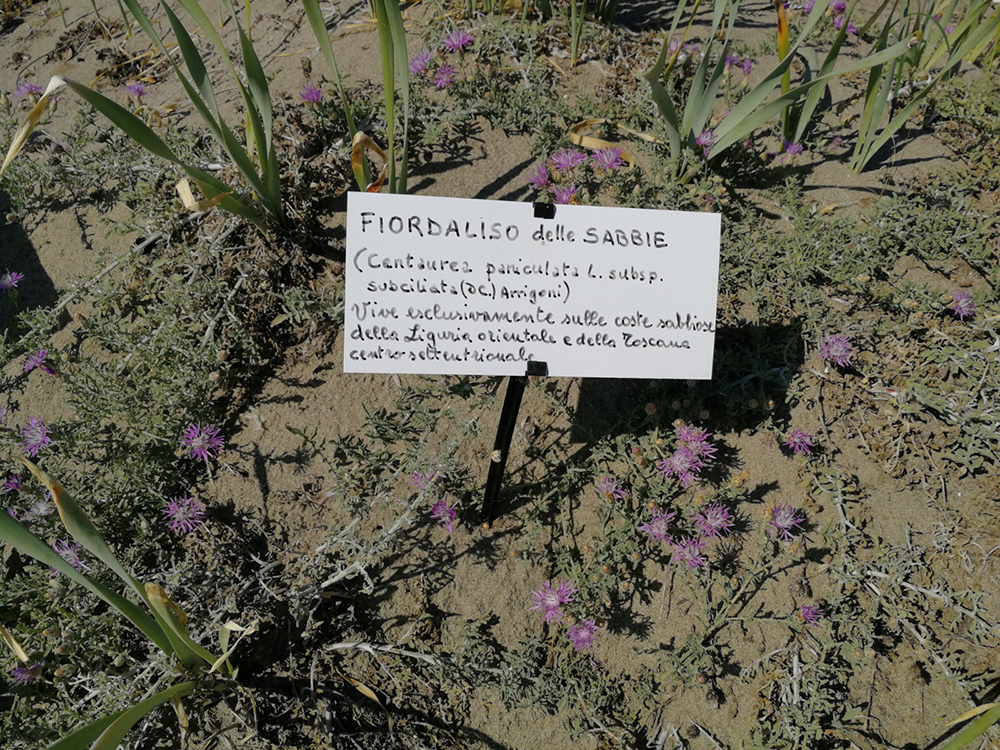 FIORDALISO delle SABBIE
(Centaurea paniculata L. subsp.
subciliata (DC.) Arrigoni)
Vive esclusivamente sulle coste sabbiose
della Liguria orientale e della Toscana
centro settentrionale